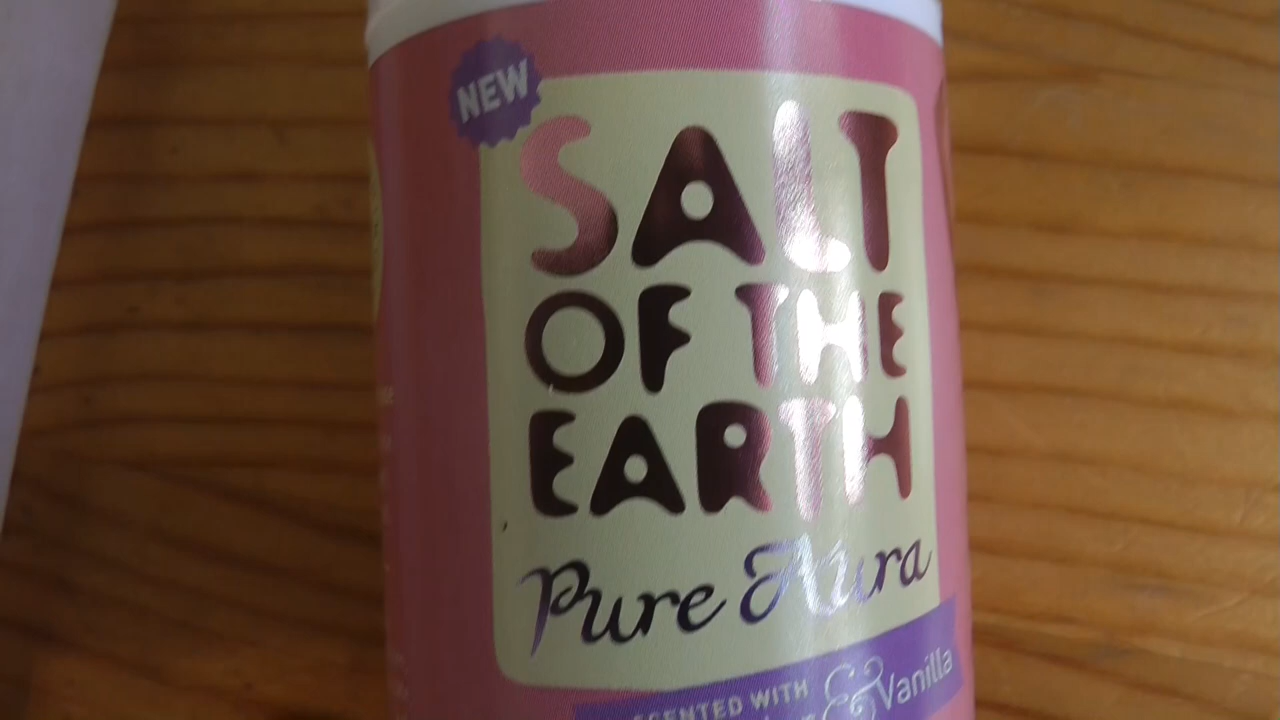 NEW
SALT
OF THE
EARTH
Pure Aura
SCENTED WITH
& Vanilla